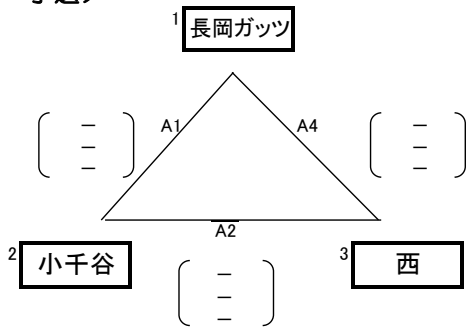 1 長岡ガッツ
A1
A4
( － － － )
( － － － )
A2
2 小千谷
3 西
( － － － )